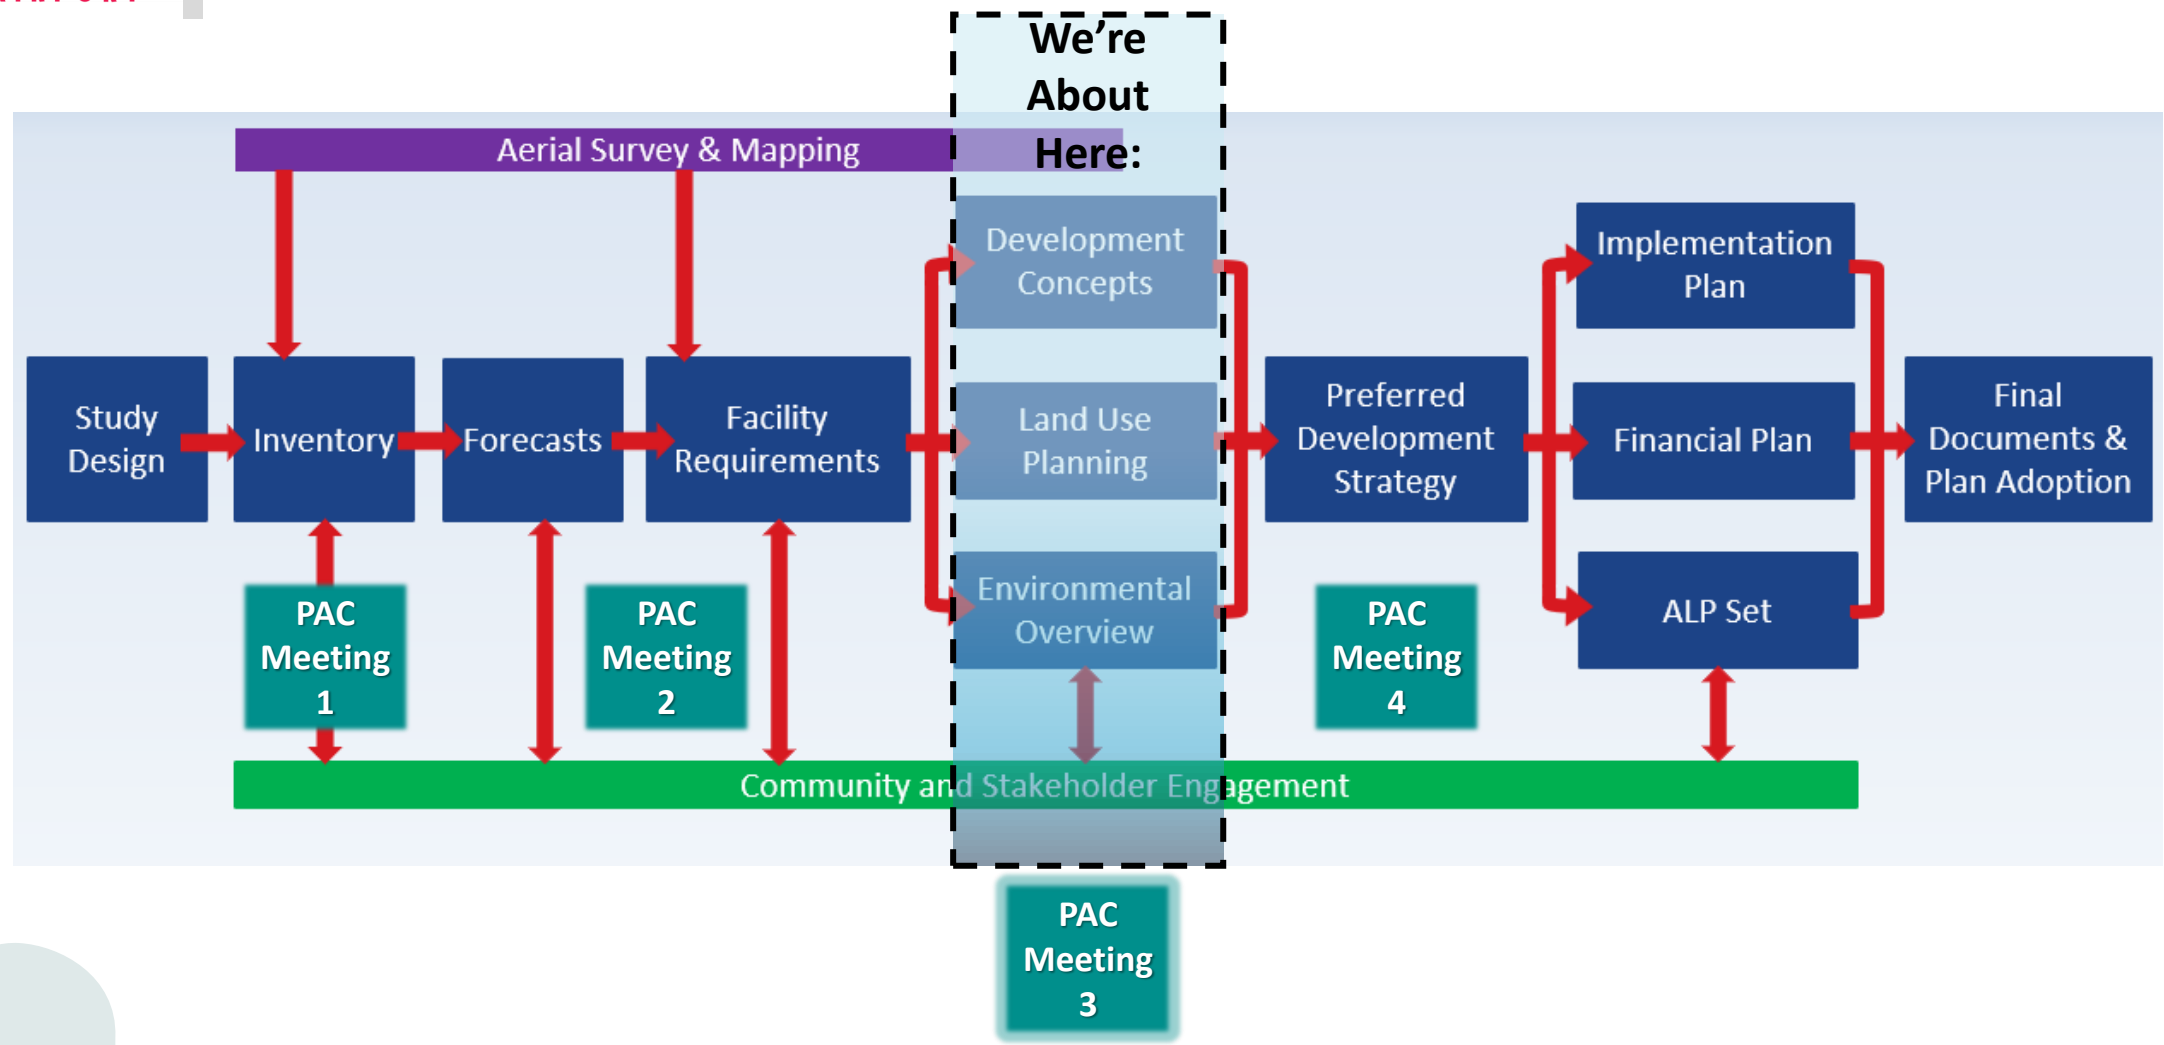 We're
About
Here:
Aerial Survey & Mapping
Study
Design
Inventory
Forecasts
Facility
Requirements
Development
Concepts
Land Use
Planning
Environmental
Overview
Preferred
Development
Strategy
Implementation
Plan
Financial Plan
ALP Set
Final
Documents &
Plan Adoption
PAC
Meeting
1
PAC
Meeting
2
PAC
Meeting
4
Community and Stakeholder Engagement
PAC
Meeting
3